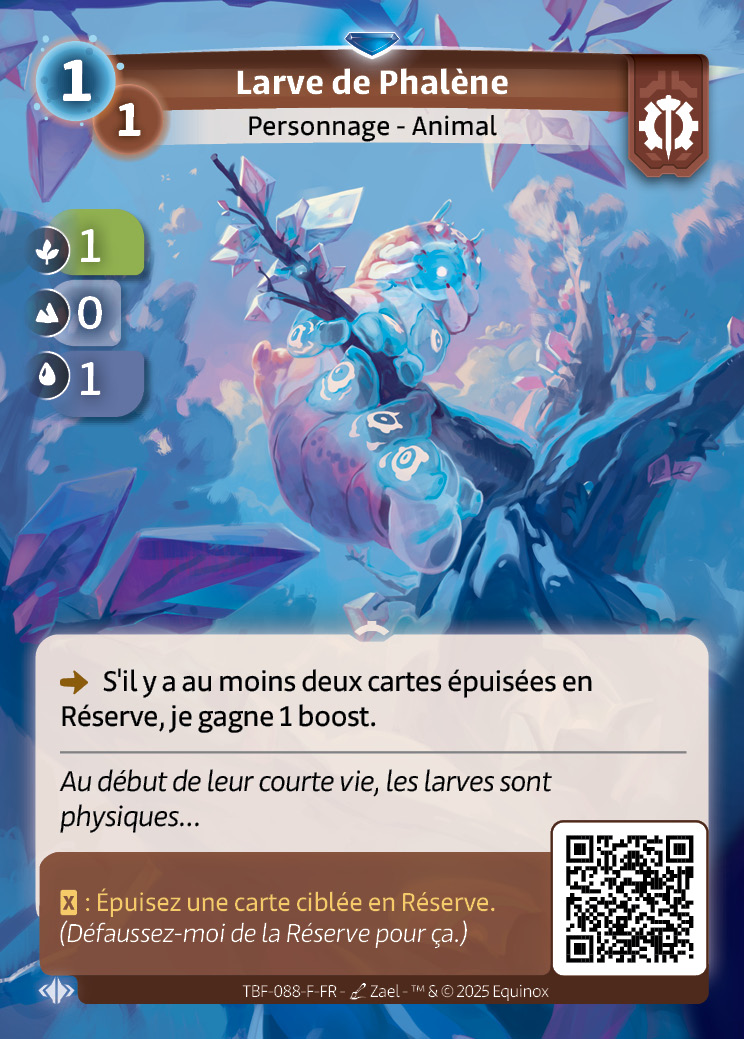 1
Larve de Phalène
1
Personnage - Animal
1
0
1
S'il y a au moins deux cartes épuisées en
Réserve, je gagne 1 boost.
Au début de leur courte vie, les larves sont
physiques...
X : Épuisez une carte ciblée en Réserve.
(Défaussez-moi de la Réserve pour ça.)
TBF-088-F-FR - Zael - ™ & © 2025 Equinox